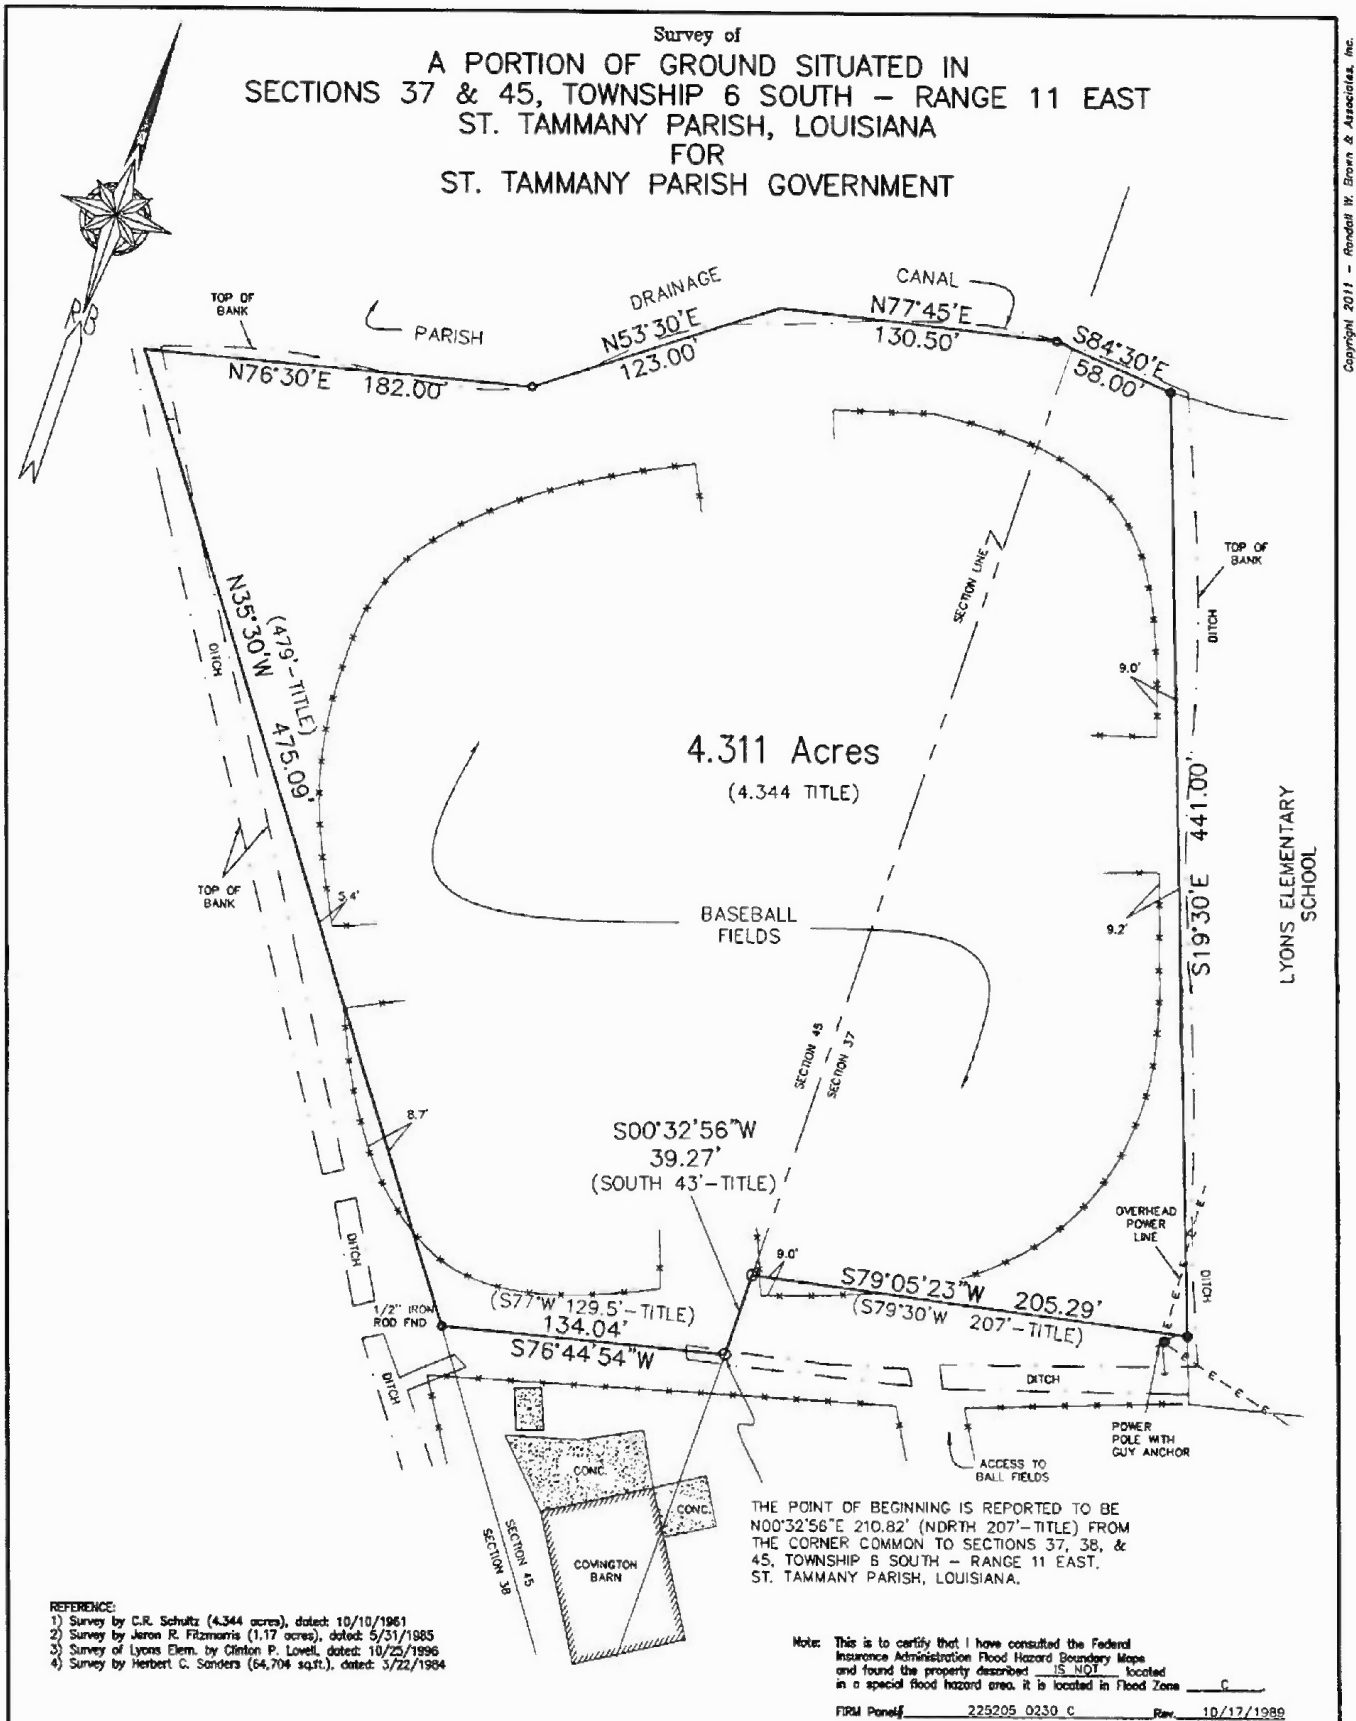 Survey of
A PORTION OF GROUND SITUATED IN
SECTIONS 37 & 45, TOWNSHIP 6 SOUTH – RANGE 11 EAST
ST. TAMMANY PARISH, LOUISIANA
FOR
ST. TAMMANY PARISH GOVERNMENT
Copyright 2011 - Randall W. Brown & Associates, Inc.
TOP OF
BANK
PARISH
DRAINAGE
CANAL
N76°30'E 182.00'
N53°30'E
123.00'
N77°45'E
130.50'
S84°30'E
58.00'
TOP OF
BANK
DITCH
SECTION LINE
N35°30'W
(479'-TITLE)
475.09'
DITCH
9.0'
4.311 Acres
(4.344 TITLE)
S19°30'E 441.00'
LYONS ELEMENTARY
SCHOOL
TOP OF
BANK
5.4'
BASEBALL
FIELDS
9.2'
SECTION 45
SECTION 37
8.7'
S00°32'56"W
39.27'
(SOUTH 43'-TITLE)
OVERHEAD
POWER
LINE
DITCH
9.0'
S79°05'23"W 205.29'
(S79°30'W 207'-TITLE)
DITCH
E E E
E E E E
1/2" IRON
ROD FND
(S77°W 129.5'-TITLE)
134.04'
S76°44'54"W
DITCH
DITCH
POWER
POLE WITH
GUY ANCHOR
ACCESS TO
BALL FIELDS
CONC.
CONC.
COVINGTON
BARN
SECTION 45
SECTION 38
THE POINT OF BEGINNING IS REPORTED TO BE
N00°32'56"E 210.82' (NORTH 207'-TITLE) FROM
THE CORNER COMMON TO SECTIONS 37, 38, &
45, TOWNSHIP 6 SOUTH – RANGE 11 EAST,
ST. TAMMANY PARISH, LOUISIANA.
REFERENCE:
1) Survey by C.R. Schultz (4.344 acres), dated: 10/10/1961
2) Survey by Jeron R. Fitzmorris (1.17 acres), dated: 5/31/1985
3) Survey of Lyons Elem. by Clinton P. Lovell, dated: 10/25/1996
4) Survey by Herbert C. Sanders (64,704 sq.ft.), dated: 3/22/1984
Note: This is to certify that I have consulted the Federal
Insurance Administration Flood Hazard Boundary Maps
and found the property described IS NOT located
in a special flood hazard area. it is located in Flood Zone C
FIRM Panel# 225205 0230 C Rev. 10/17/1989